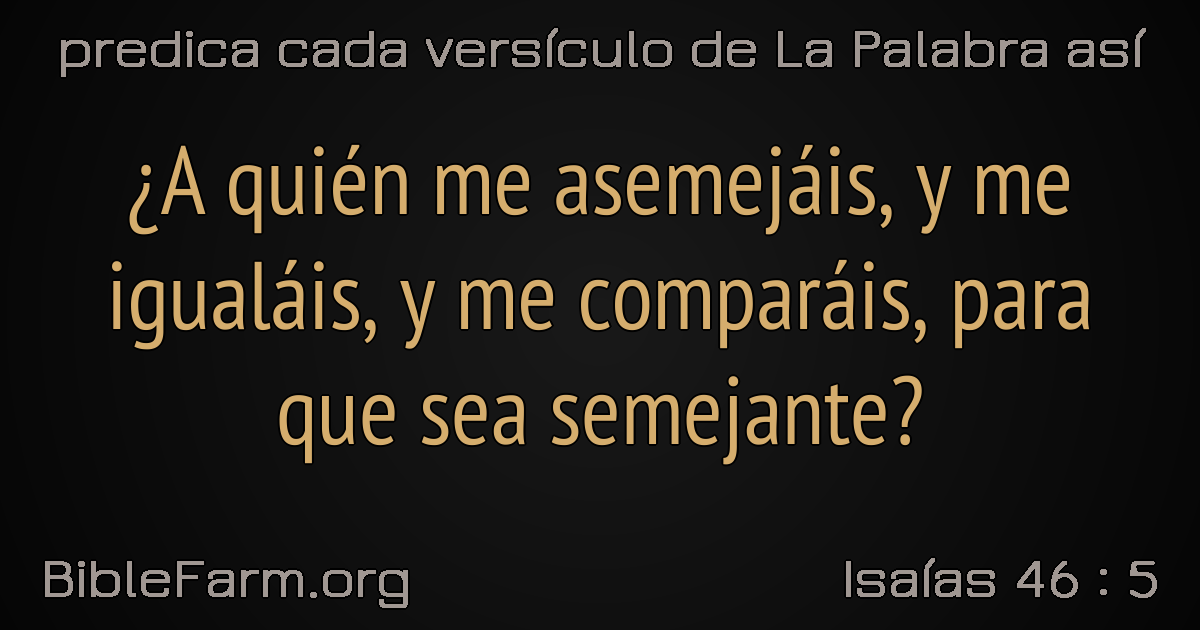 predica cada versículo de La Palabra así
¿A quién me asemejáis, y me
igualáis, y me comparáis, para
que sea semejante?
BibleFarm.org
Isaías 46 : 5